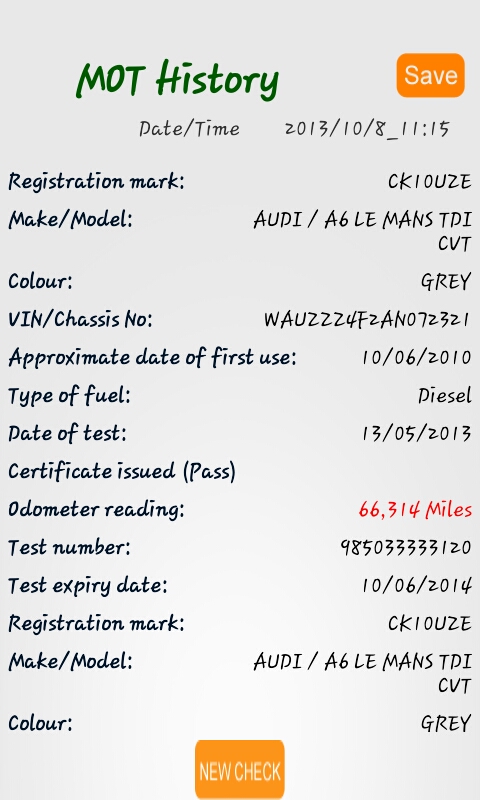 MOT History
Save
Date/Time 2013/10/8_11:15
Registration mark: CK10UZE
Make/Model: AUDI / A6 LE MANS TDI
CVT
Colour: GREY
VIN/Chassis No: WAUZZZ4F2AN072321
Approximate date of first use: 10/06/2010
Type of fuel: Diesel
Date of test: 13/05/2013
Certificate issued (Pass)
Odometer reading: 66,314 Miles
Test number: 985033333120
Test expiry date: 10/06/2014
Registration mark: CK10UZE
Make/Model: AUDI / A6 LE MANS TDI
CVT
Colour: GREY
NEW CHECK